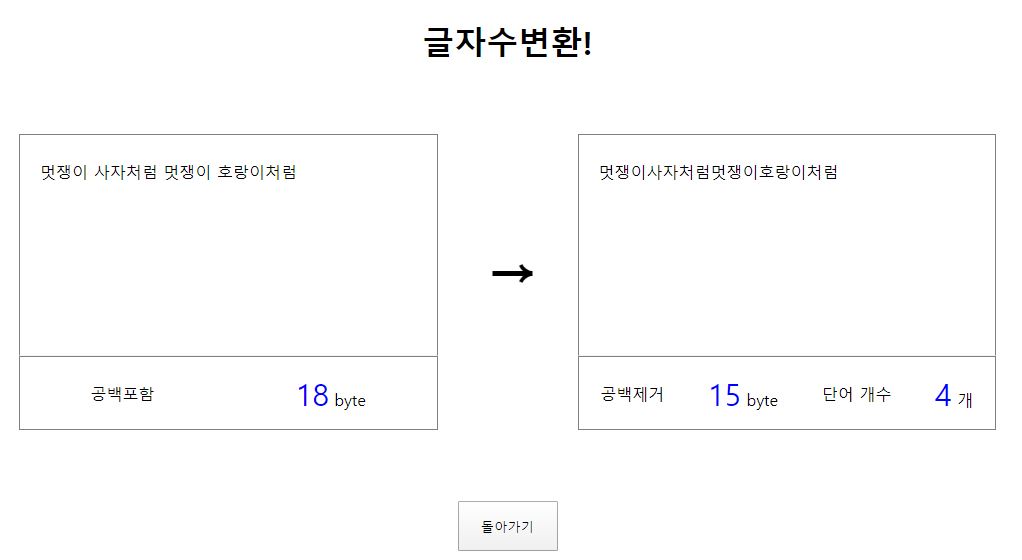 글자수변환!
멋쟁이 사자처럼 멋쟁이 호랑이처럼
공백포함 18 byte
→
멋쟁이사자처럼멋쟁이호랑이처럼
공백제거 15 byte 단어 개수 4 개
돌아가기